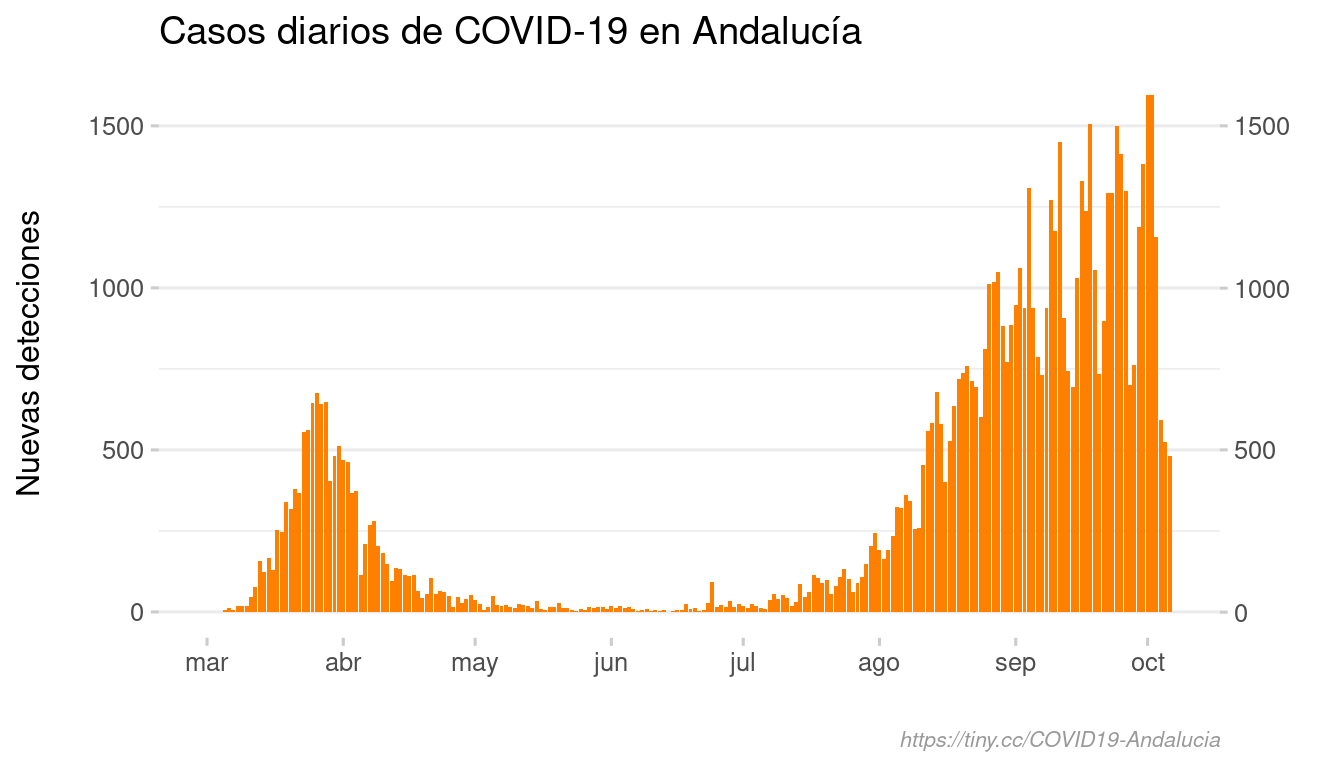 Casos diarios de COVID-19 en Andalucía
Nuevas detecciones
1500
1500
1000
1000
500
500
0
0
mar abr may jun jul ago sep oct
https://tiny.cc/COVID19-Andalucia